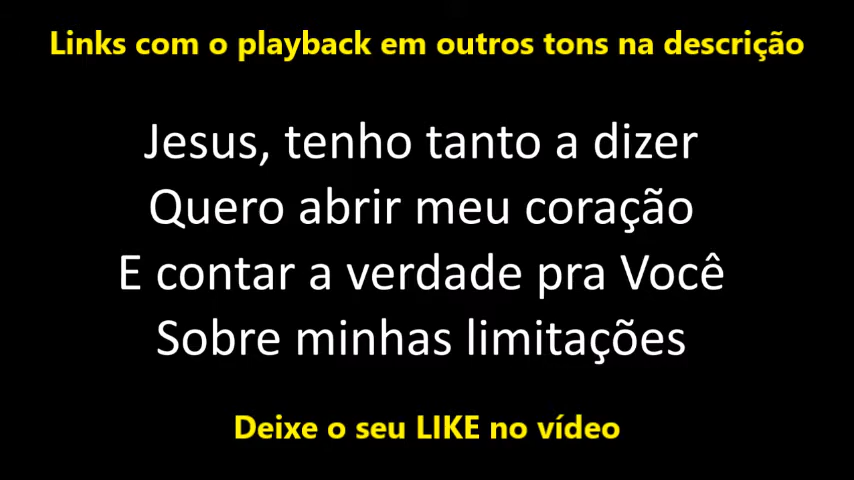 Links com o playback em outros tons na descrição
Jesus, tenho tanto a dizer
Quero abrir meu coração
E contar a verdade pra Você
Sobre minhas limitações
Deixe o seu LIKE no vídeo